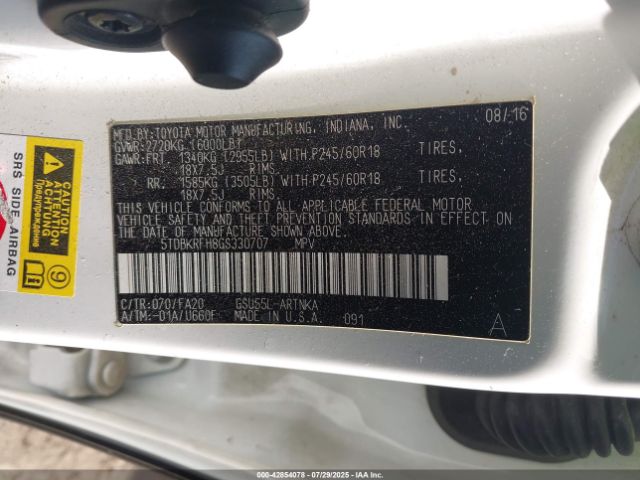 MFD.BY:TOYOTA MOTOR MANUFACTURING, INDIANA, INC. 08/16
GVWR:2720KG (6000LB)
GAWR:FRT. 1340KG (2955LB) WITH P245/60R18 TIRES.
18X7.5J RIMS.
RR. 1585KG (3505LB) WITH P245/60R18 TIRES.
18X7.5J RIMS.
THIS VEHICLE CONFORMS TO ALL APPLICABLE FEDERAL MOTOR
VEHICLE SAFETY AND THEFT PREVENTION STANDARDS IN EFFECT ON
THE DATE OF MANUFACTURE SHOWN ABOVE.
5TDBKRFH8GS330707 MPV
C/TR:070/FA20 GSU55L-ARTNKA
A/TM:-01A/U660F MADE IN U.S.A. 091 A
CAUTION
ATTENTION
ACHTUNG
SRS SIDE AIRBAG
9
000-42854078 07/29/2025 IAAI.COM